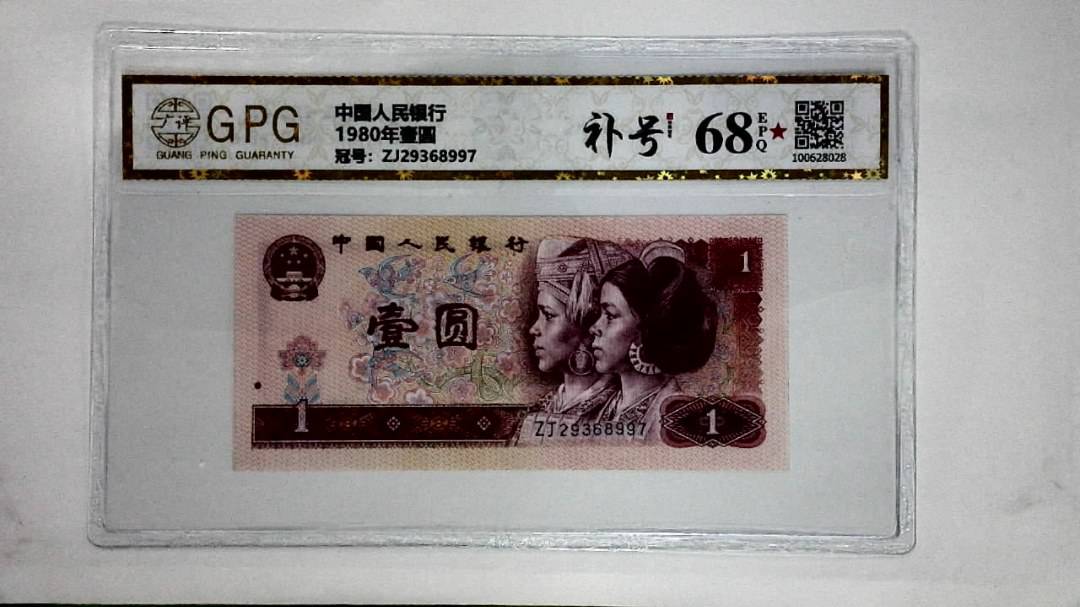 GPG
GUANG PING GUARANTY
中国人民银行
1980年壹圆
冠号：ZJ29368997
补号
68
EPQ
100628028
中国人民银行
壹圆
1
1
ZJ29368997
1